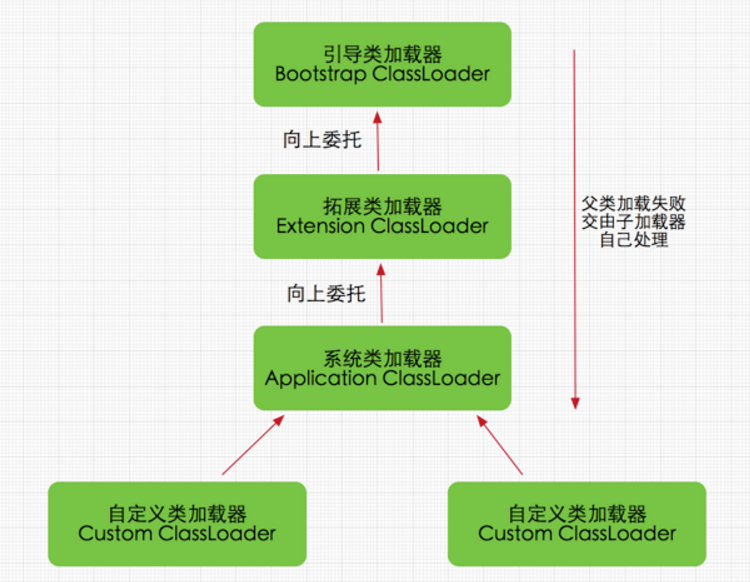 引导类加载器
Bootstrap ClassLoader
向上委托
拓展类加载器
Extension ClassLoader
父类加载失败
交由子加载器
自己处理
向上委托
系统类加载器
Application ClassLoader
自定义类加载器
Custom ClassLoader
自定义类加载器
Custom ClassLoader